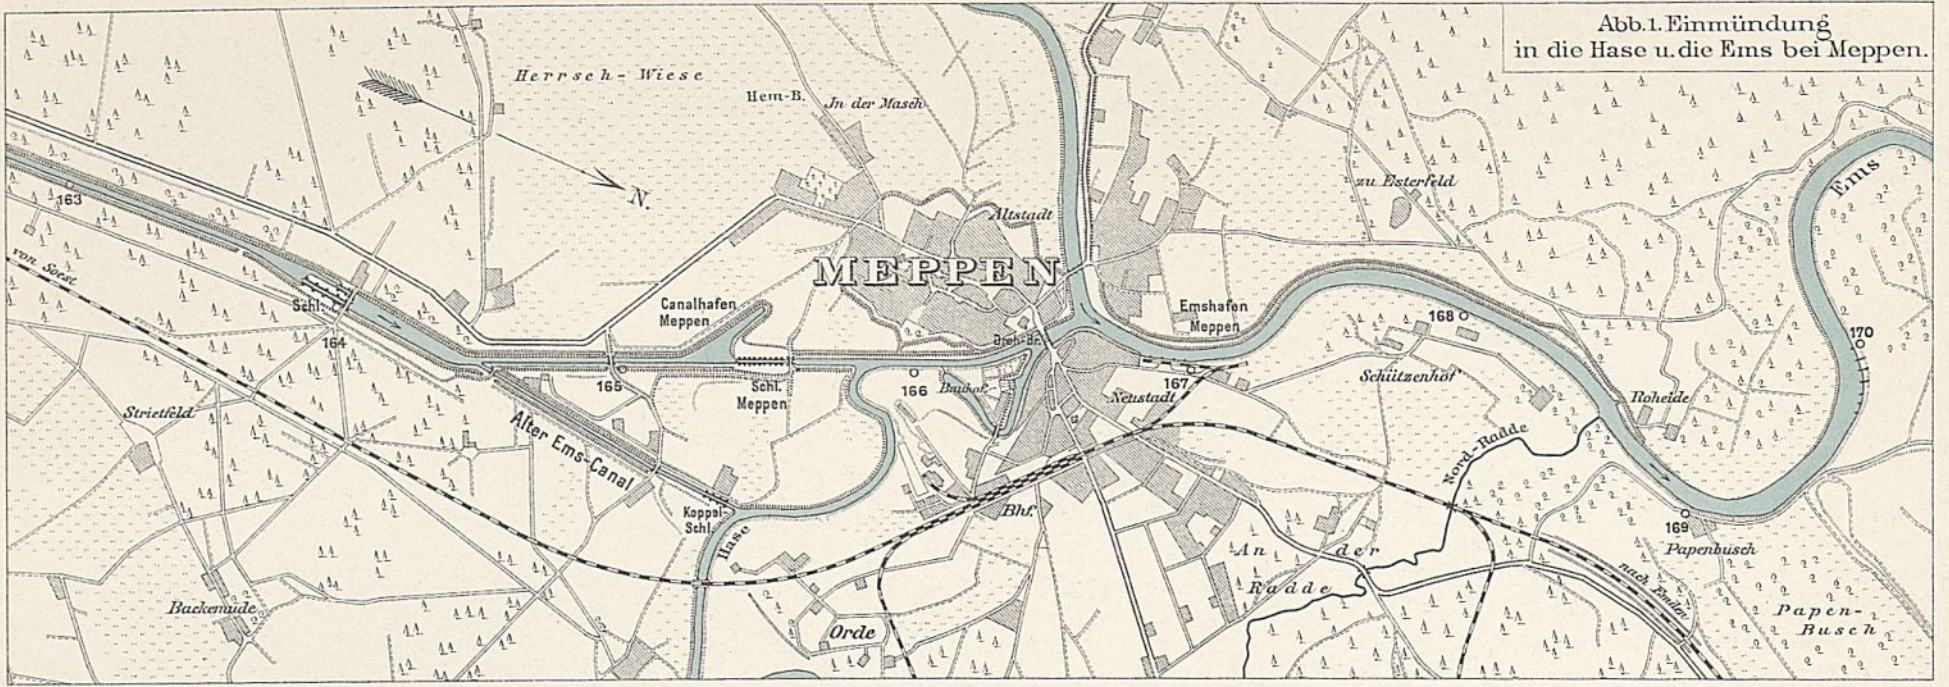 Abb.1. Einmündung
in die Hase u. die Ems bei Meppen.
Herrsch-Wiese
Hem-B.
In der Masch
N.
163
von Soest
Schl.
164
Canalhafen
Meppen
MEPPEN
Altstadt
zu Esterfeld
Ems
Emshafen
Meppen
168
170
Dreh-Br.
165
Schl.
Meppen
166
Bauhof
167
Neustadt
Schützenhof
Roheide
Strietfeld
Alter Ems-Canal
Nord-Radde
Koppel-
Schl.
Hase
Bhf.
169
Papenbusch
An der
Radde
nach Emden
Backemude
Orde
Papen-
Busch